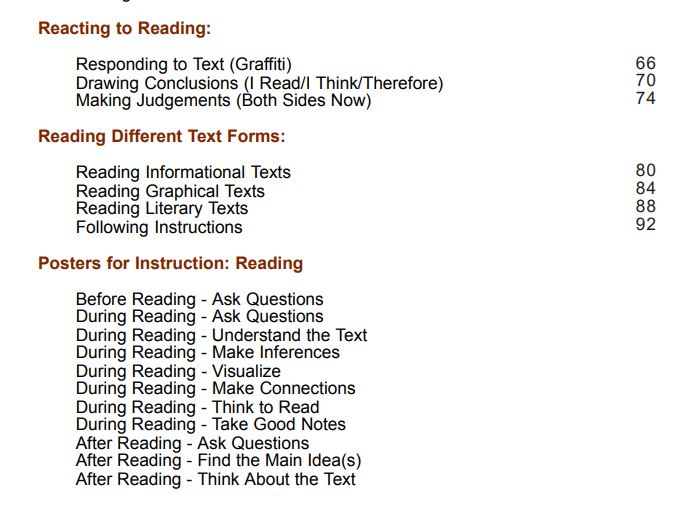 Reacting to Reading:
Responding to Text (Graffiti) 66
Drawing Conclusions (I Read/I Think/Therefore) 70
Making Judgements (Both Sides Now) 74
Reading Different Text Forms:
Reading Informational Texts 80
Reading Graphical Texts 84
Reading Literary Texts 88
Following Instructions 92
Posters for Instruction: Reading
Before Reading - Ask Questions
During Reading - Ask Questions
During Reading - Understand the Text
During Reading - Make Inferences
During Reading - Visualize
During Reading - Make Connections
During Reading - Think to Read
During Reading - Take Good Notes
After Reading - Ask Questions
After Reading - Find the Main Idea(s)
After Reading - Think About the Text